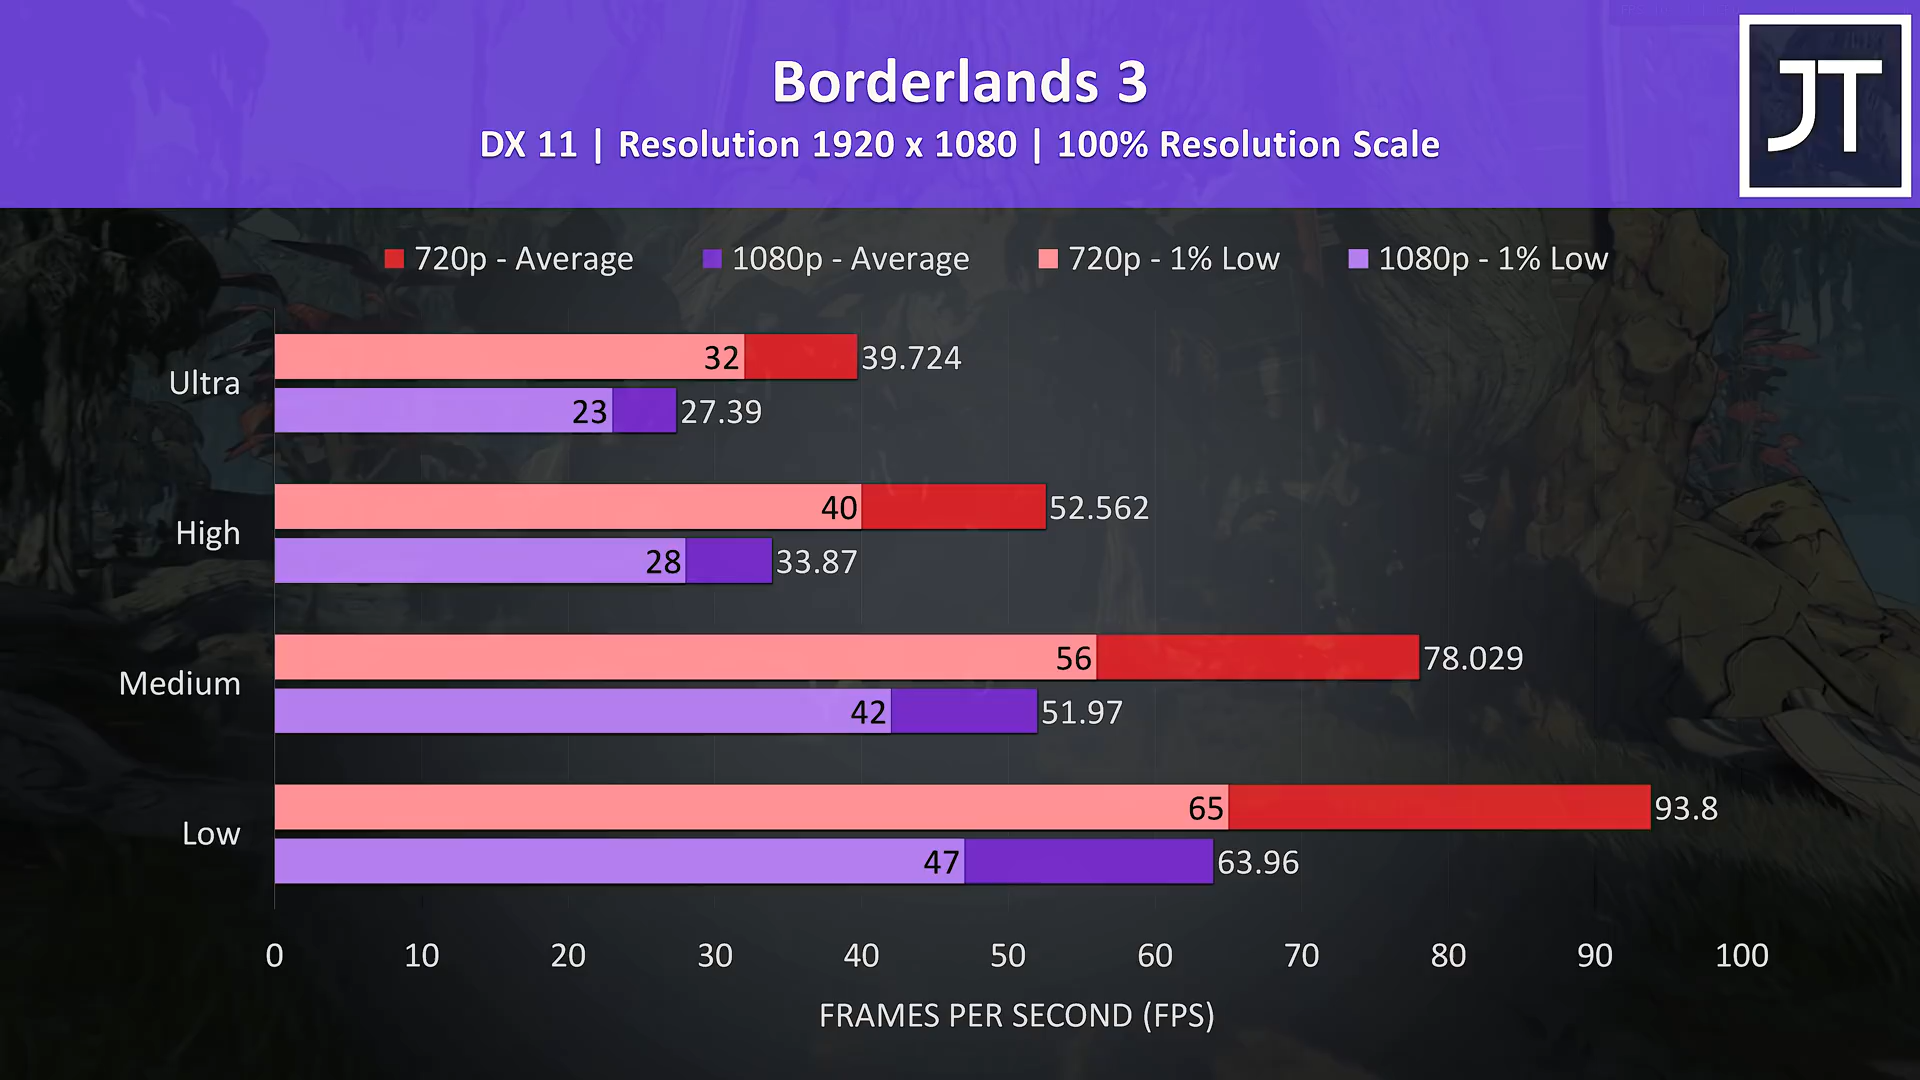 Borderlands 3
JT
DX 11 | Resolution 1920 x 1080 | 100% Resolution Scale
720p - Average 1080p - Average 720p - 1% Low 1080p - 1% Low
Ultra
32 39.724
23 27.39
High
40 52.562
28 33.87
Medium
56 78.029
42 51.97
Low
65 93.8
47 63.96
0 10 20 30 40 50 60 70 80 90 100
FRAMES PER SECOND (FPS)